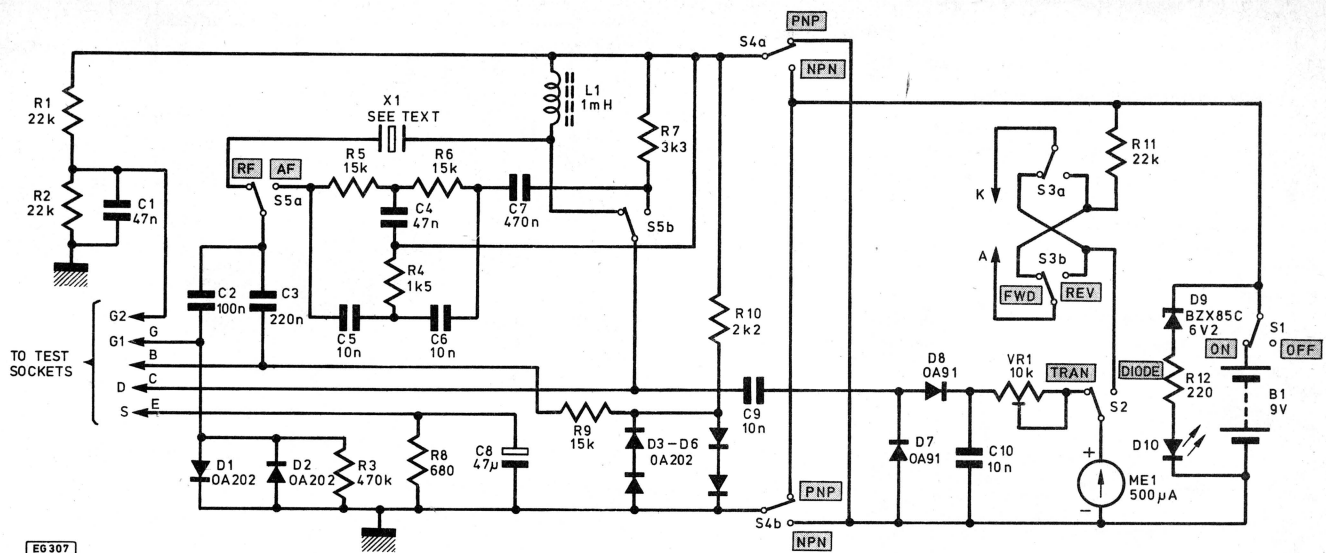 PNP
S4a
NPN
R1
22k
X1
SEE TEXT
L1
1mH
R7
3k3
R11
22k
R5
15k
R6
15k
RF
AF
S5a
R2
22k
C1
47n
C4
47n
C7
470n
S5b
K
S3a
A
S3b
FWD
REV
R4
1k5
C2
100n
C3
220n
R10
2k2
D9
BZX85C
6V2
S1
ON
OFF
G2
G1
G
B
D
C
S
E
TO TEST
SOCKETS
C5
10n
C6
10n
D8
OA91
VR1
10k
TRAN
DIODE
S2
R12
220
B1
9V
C9
10n
R9
15k
D3–D6
OA202
D7
OA91
C10
10n
D10
D1
OA202
D2
OA202
R3
470k
R8
680
C8
47µ
+
ME1
500µA
−
PNP
S4b
NPN
EG307